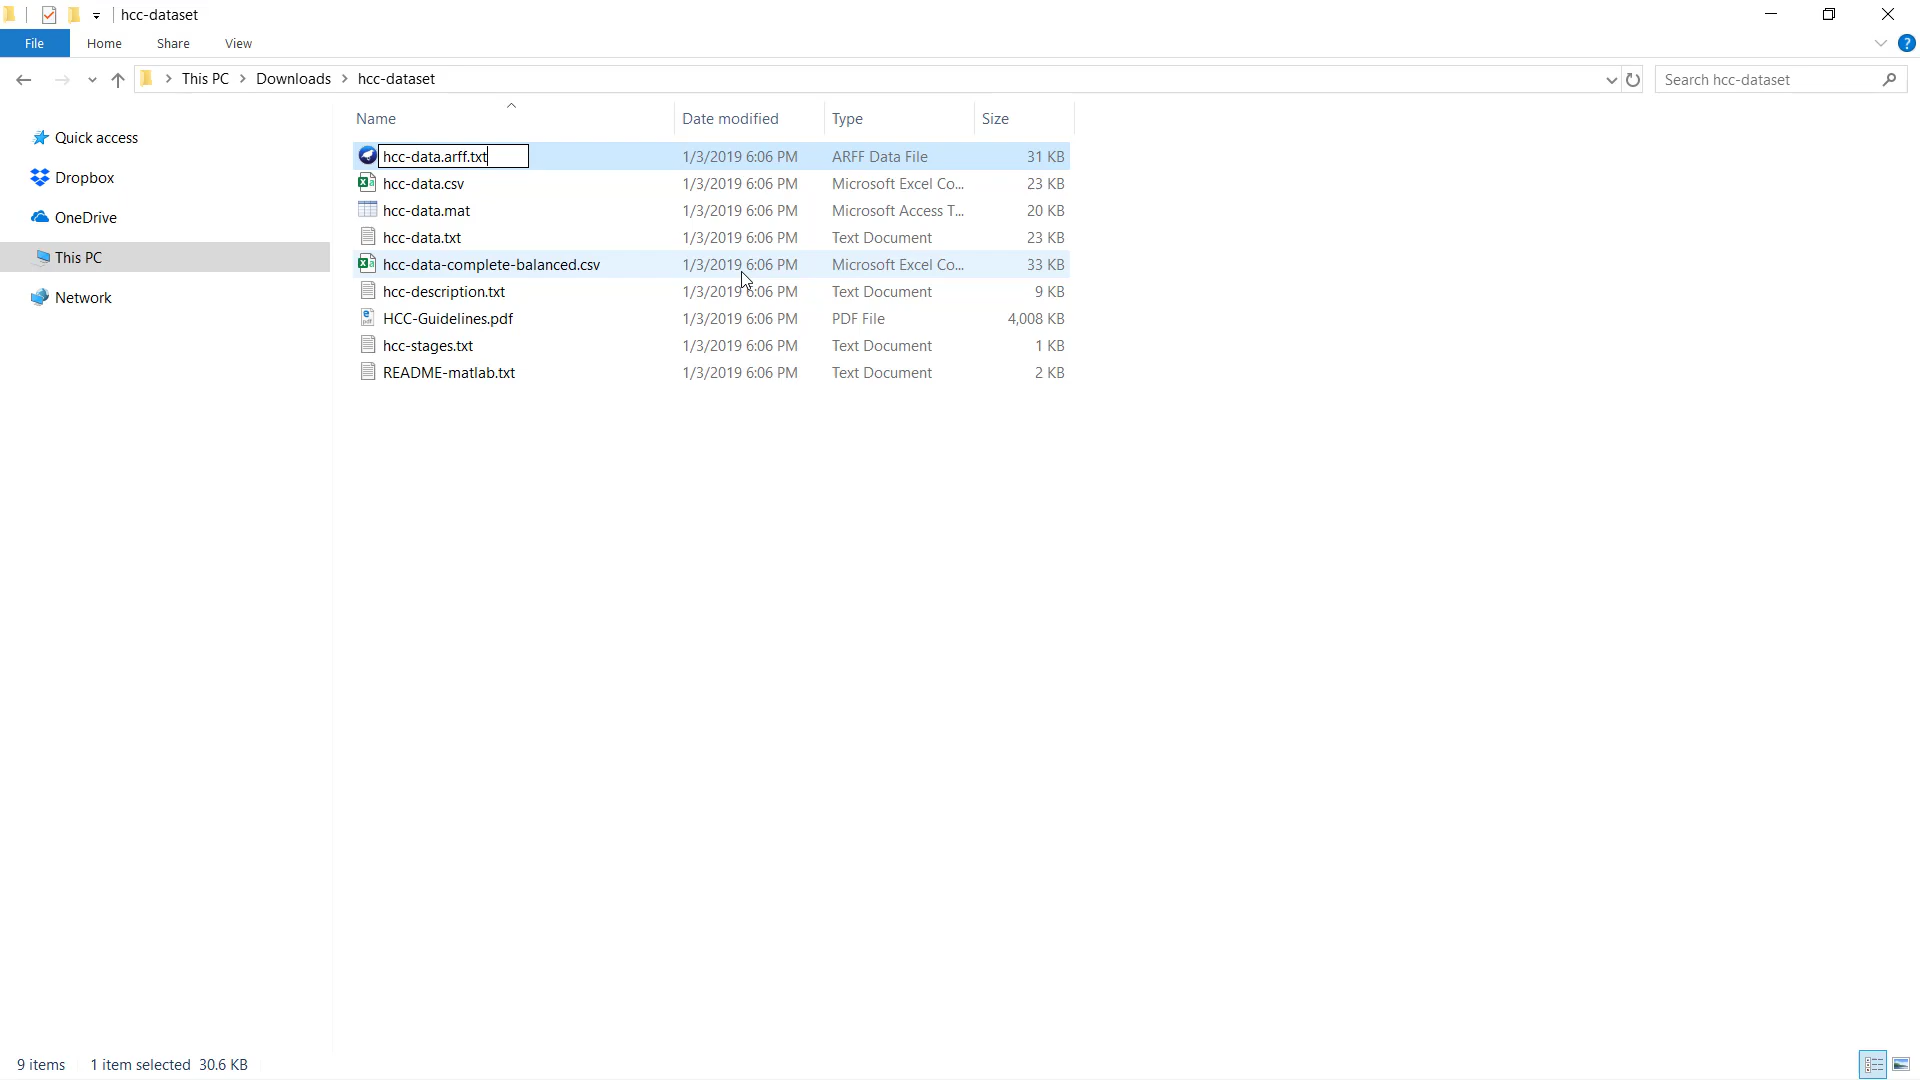 hcc-dataset
File Home Share View
?
This PC Downloads hcc-dataset
Search hcc-dataset
Quick access
Dropbox
OneDrive
This PC
Network
Name Date modified Type Size
hcc-data.arff.txt 1/3/2019 6:06 PM ARFF Data File 31 KB
hcc-data.csv 1/3/2019 6:06 PM Microsoft Excel Co... 23 KB
hcc-data.mat 1/3/2019 6:06 PM Microsoft Access T... 20 KB
hcc-data.txt 1/3/2019 6:06 PM Text Document 23 KB
hcc-data-complete-balanced.csv 1/3/2019 6:06 PM Microsoft Excel Co... 33 KB
hcc-description.txt 1/3/2019 6:06 PM Text Document 9 KB
HCC-Guidelines.pdf 1/3/2019 6:06 PM PDF File 4,008 KB
hcc-stages.txt 1/3/2019 6:06 PM Text Document 1 KB
README-matlab.txt 1/3/2019 6:06 PM Text Document 2 KB
9 items 1 item selected 30.6 KB